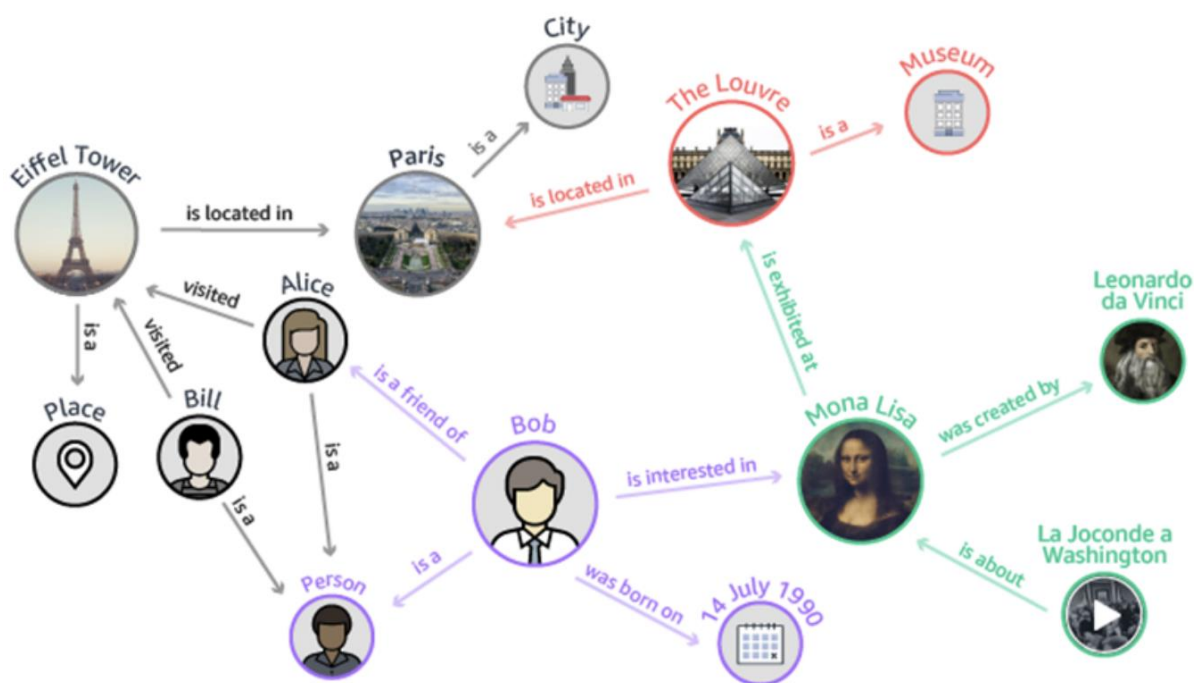 City
Museum
The Louvre
is a
is a
Eiffel Tower
Paris
is located in
is located in
Alice
visited
visited
is a
is exhibited at
Leonardo
da Vinci
Place
Bill
is a friend of
Bob
Mona Lisa
was created by
is a
is interested in
is a
La Joconde a
Washington
is about
Person
is a
was born on
14 July 1990